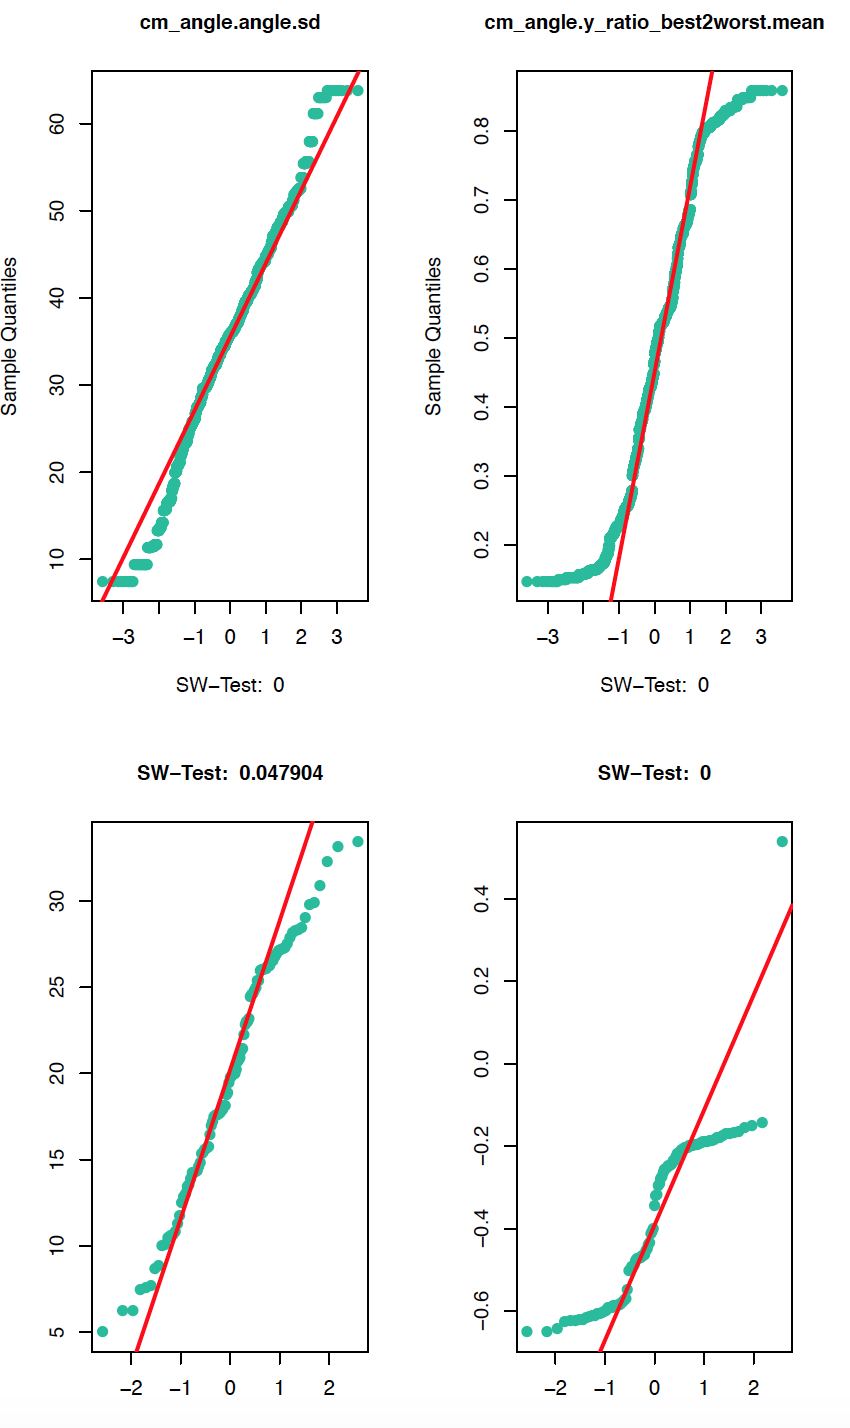 cm_angle.angle.sd
Sample Quantiles
60
50
40
30
20
10
−3 −1 0 1 2 3
SW−Test: 0
cm_angle.y_ratio_best2worst.mean
Sample Quantiles
0.8
0.7
0.6
0.5
0.4
0.3
0.2
−3 −1 0 1 2 3
SW−Test: 0
SW−Test: 0.047904
30
25
20
15
10
5
−2 −1 0 1 2
SW−Test: 0
0.4
0.2
0.0
−0.2
−0.4
−0.6
−2 −1 0 1 2